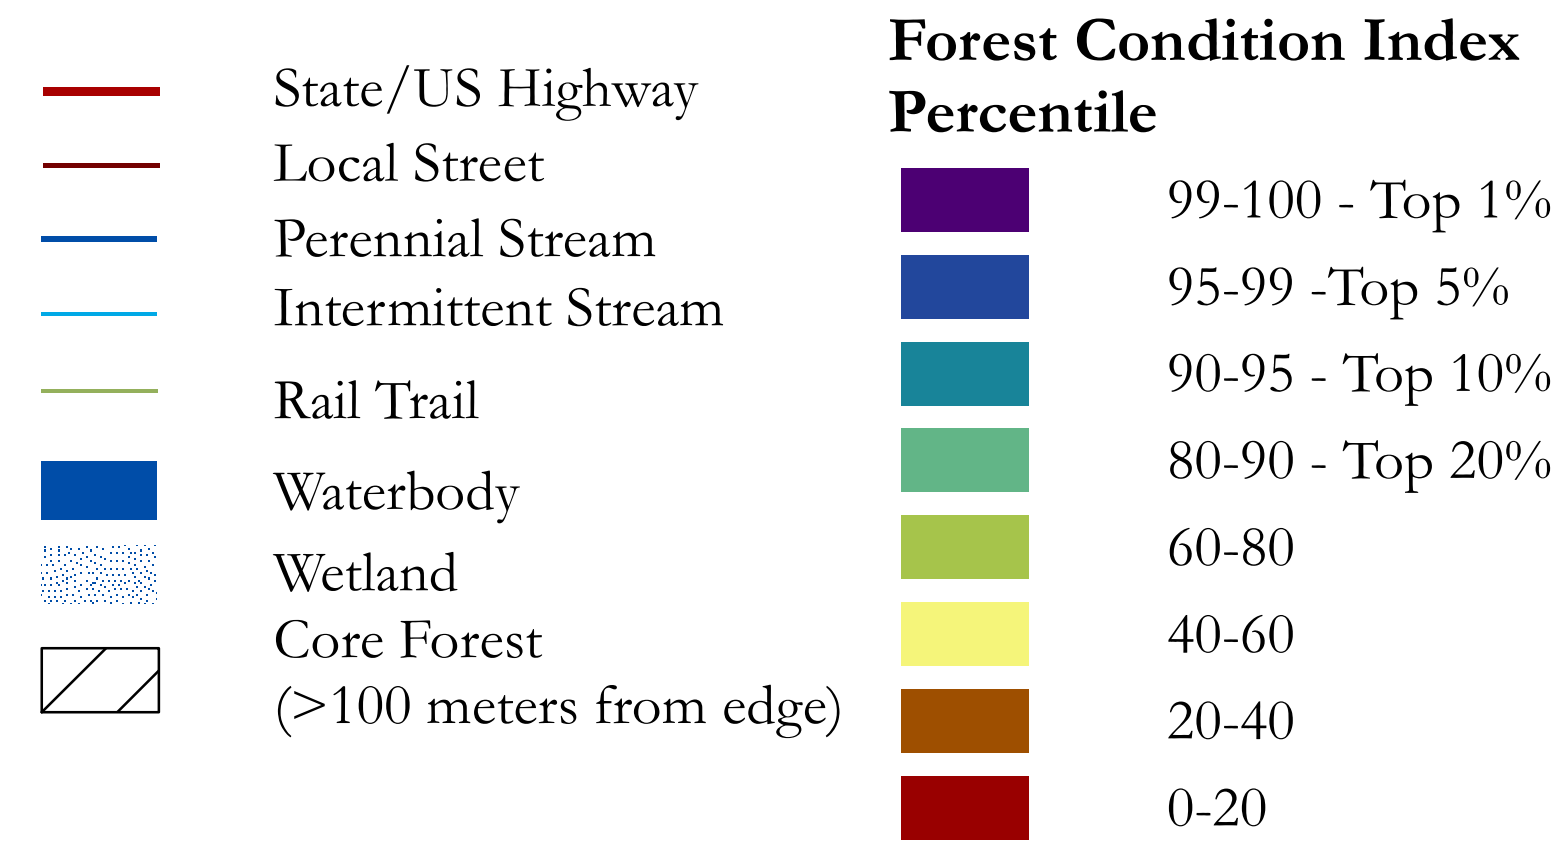 State/US Highway
Local Street
Perennial Stream
Intermittent Stream
Rail Trail
Waterbody
Wetland
Core Forest
(>100 meters from edge)
Forest Condition Index
Percentile
99-100 - Top 1%
95-99 -Top 5%
90-95 - Top 10%
80-90 - Top 20%
60-80
40-60
20-40
0-20